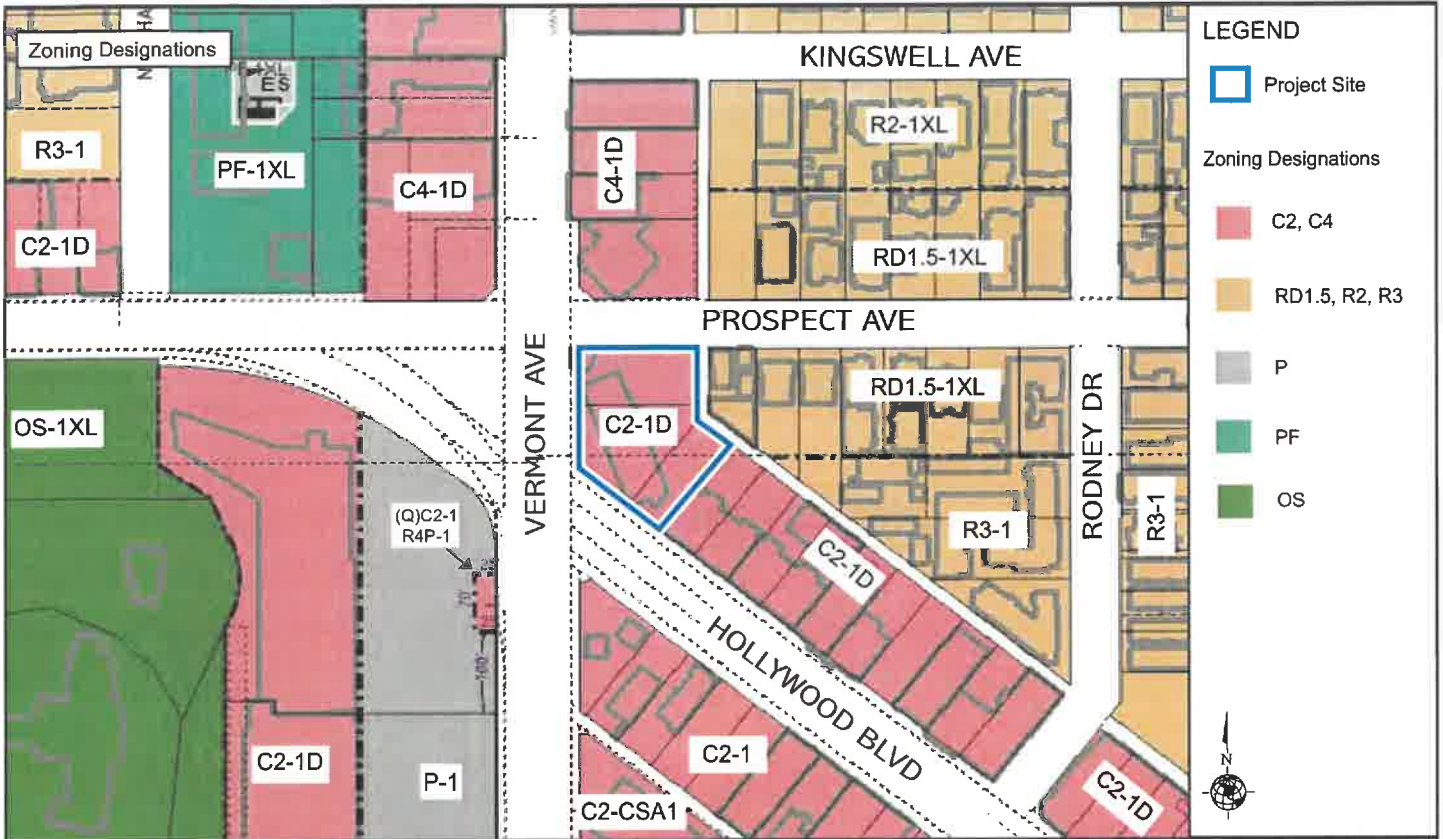 Zoning Designations
KINGSWELL AVE
R3-1
PF-1XL
ES
C4-1D
C4-1D
R2-1XL
C2-1D
RD1.5-1XL
PROSPECT AVE
VERMONT AVE
OS-1XL
C2-1D
RD1.5-1XL
RODNEY DR
(Q)C2-1
R4P-1
70'
100'
C2-1D
R3-1
R3-1
HOLLYWOOD BLVD
C2-1D
P-1
C2-1
C2-CSA1
C2-1D
LEGEND
Project Site
Zoning Designations
C2, C4
RD1.5, R2, R3
P
PF
OS
N